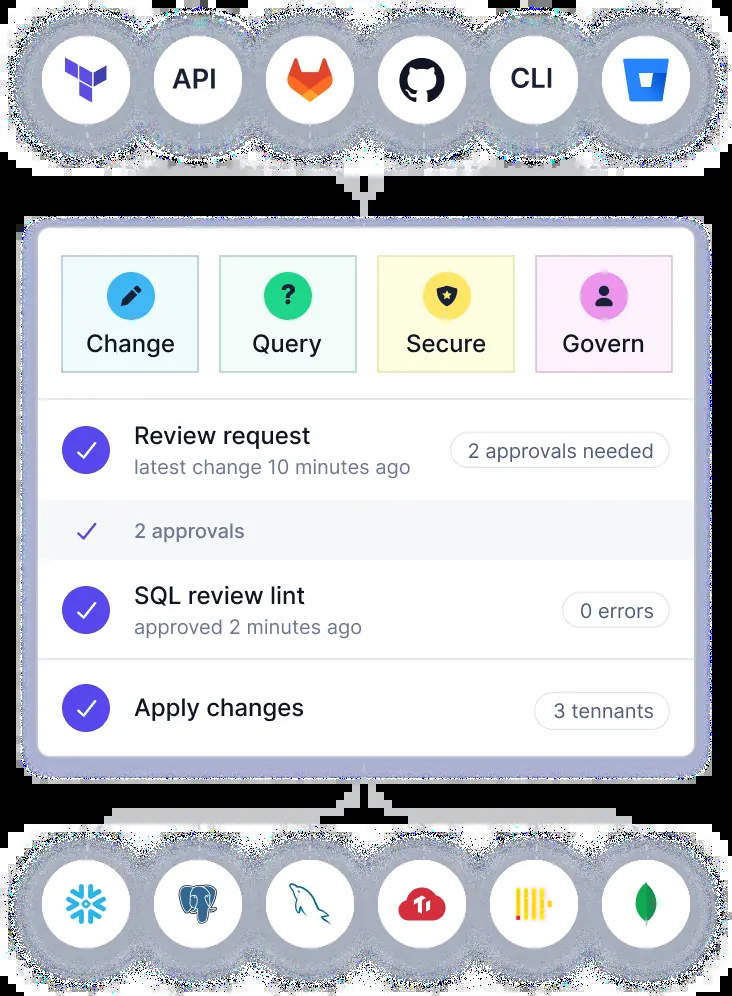 API
CLI
?
Change
Query
Secure
Govern
Review request
latest change 10 minutes ago
2 approvals needed
2 approvals
SQL review lint
approved 2 minutes ago
0 errors
Apply changes
3 tennants